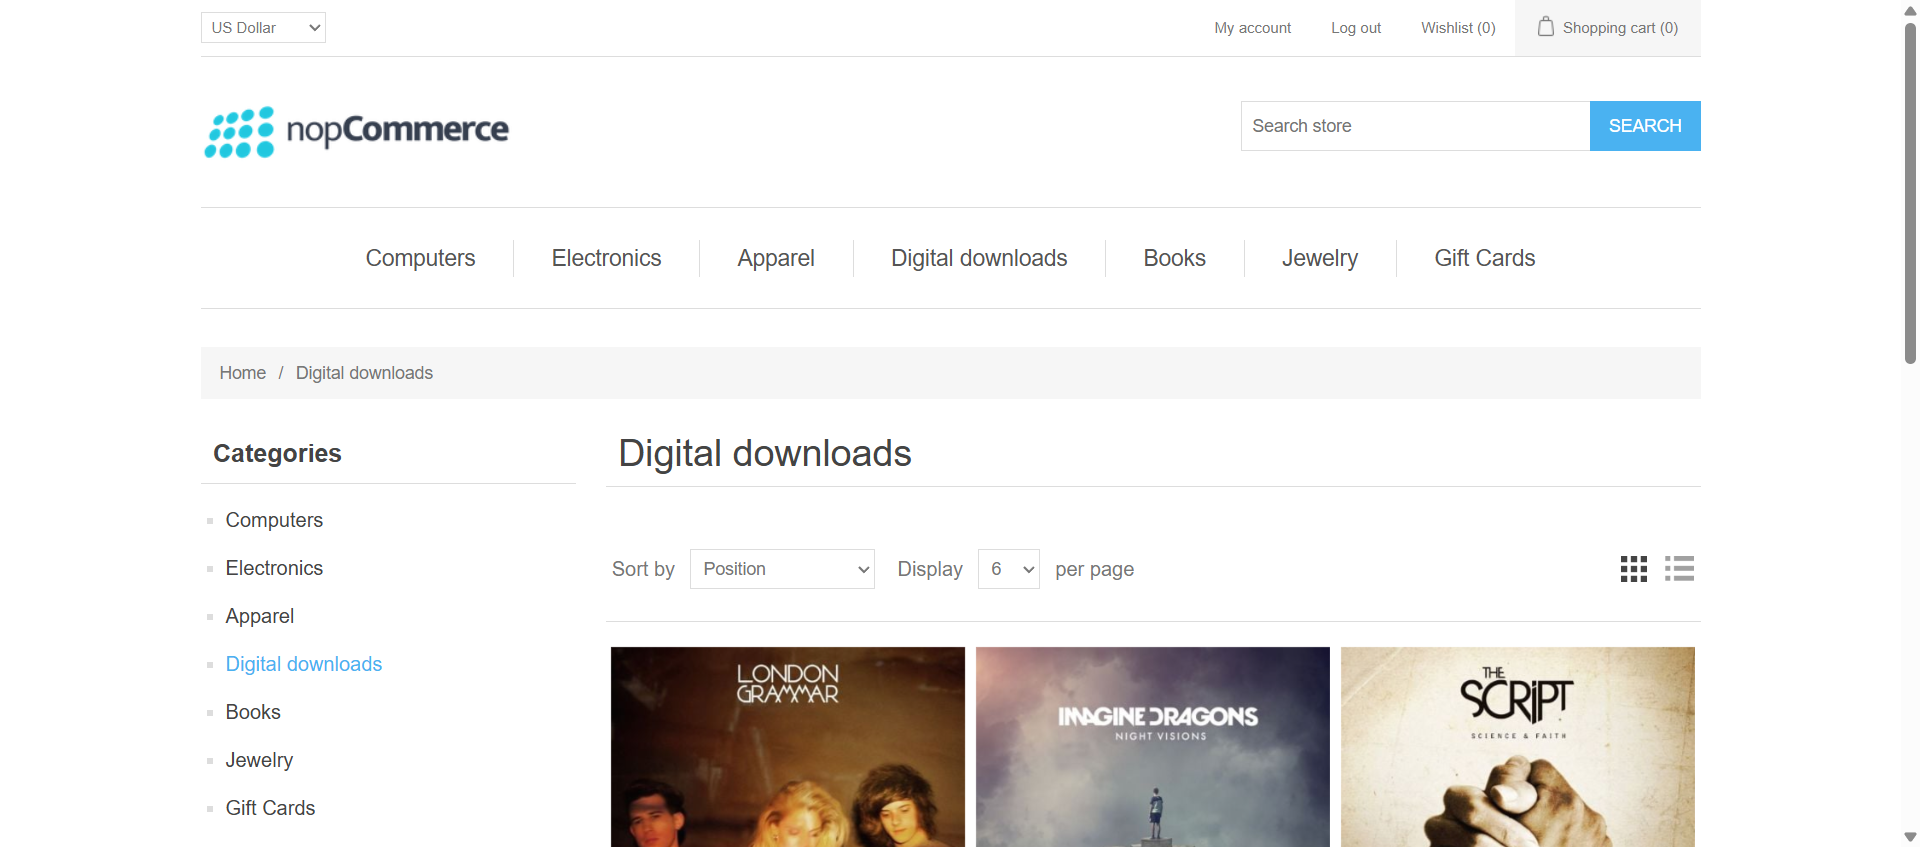 US Dollar
My account
Log out
Wishlist (0)
Shopping cart (0)
nopCommerce
Search store
SEARCH
Computers
Electronics
Apparel
Digital downloads
Books
Jewelry
Gift Cards
Home / Digital downloads
Categories
Computers
Electronics
Apparel
Digital downloads
Books
Jewelry
Gift Cards
Digital downloads
Sort by Position Display 6 per page
LONDON
GRAMMAR
IMAGINE DRAGONS
NIGHT VISIONS
THE
SCRIPT
SCIENCE & FAITH